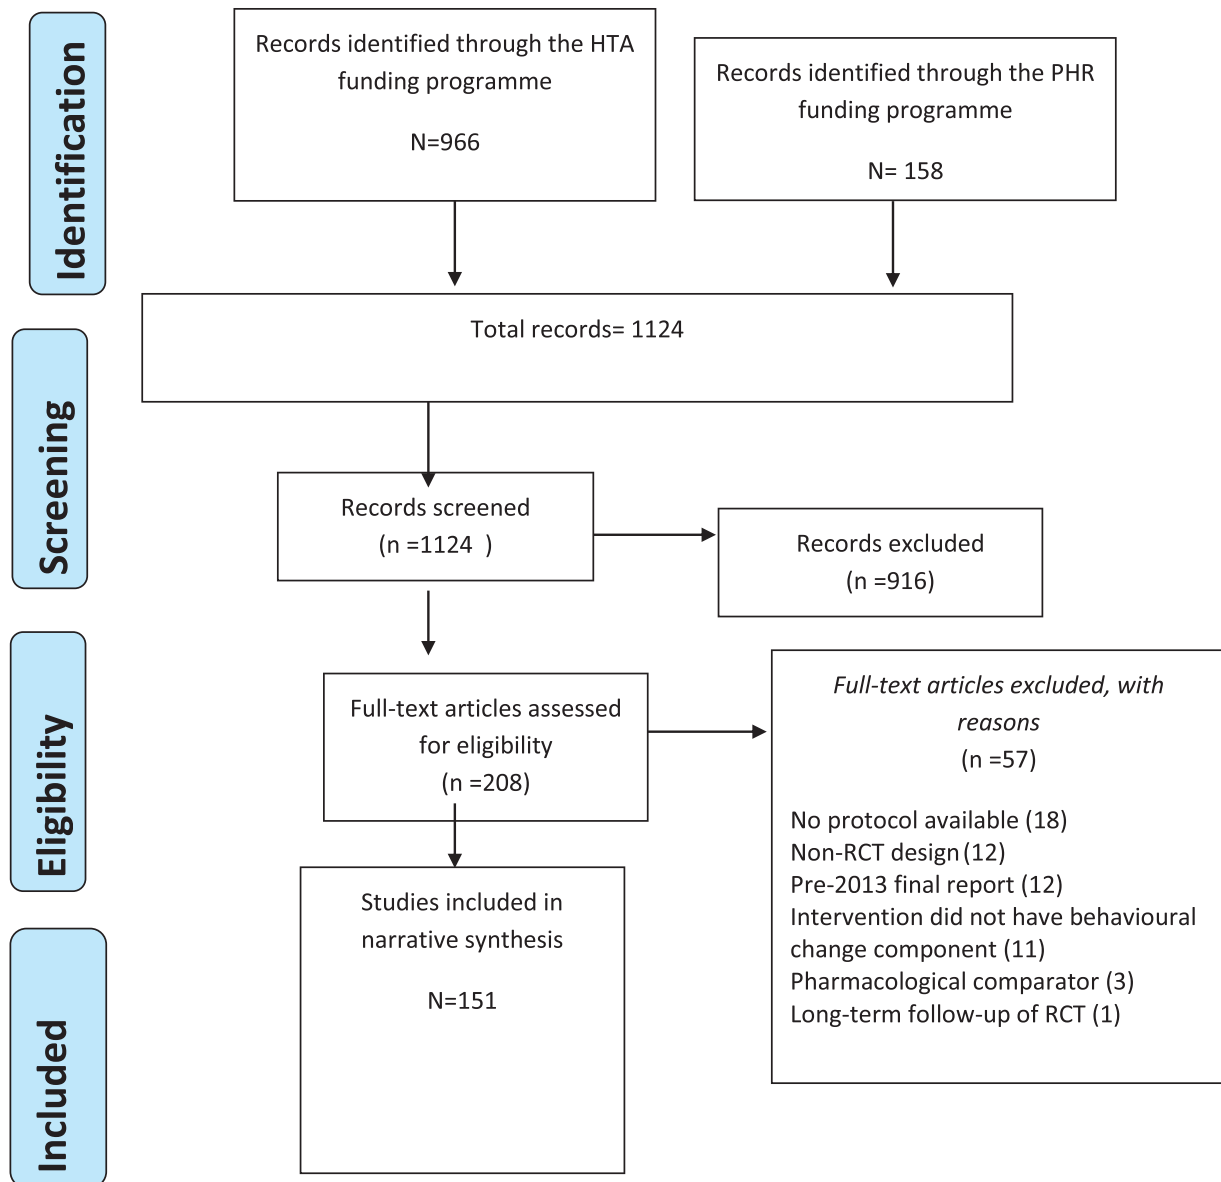 Identification
Records identified through the HTA
funding programme
N=966
Records identified through the PHR
funding programme
N= 158
Total records= 1124
Screening
Records screened
(n =1124  )
Records excluded
(n =916)
Eligibility
Full-text articles assessed
for eligibility
(n =208)
Full-text articles excluded, with
reasons
(n =57)
No protocol available (18)
Non-RCT design (12)
Pre-2013 final report (12)
Intervention did not have behavioural
change component (11)
Pharmacological comparator (3)
Long-term follow-up of RCT (1)
Included
Studies included in
narrative synthesis
N=151